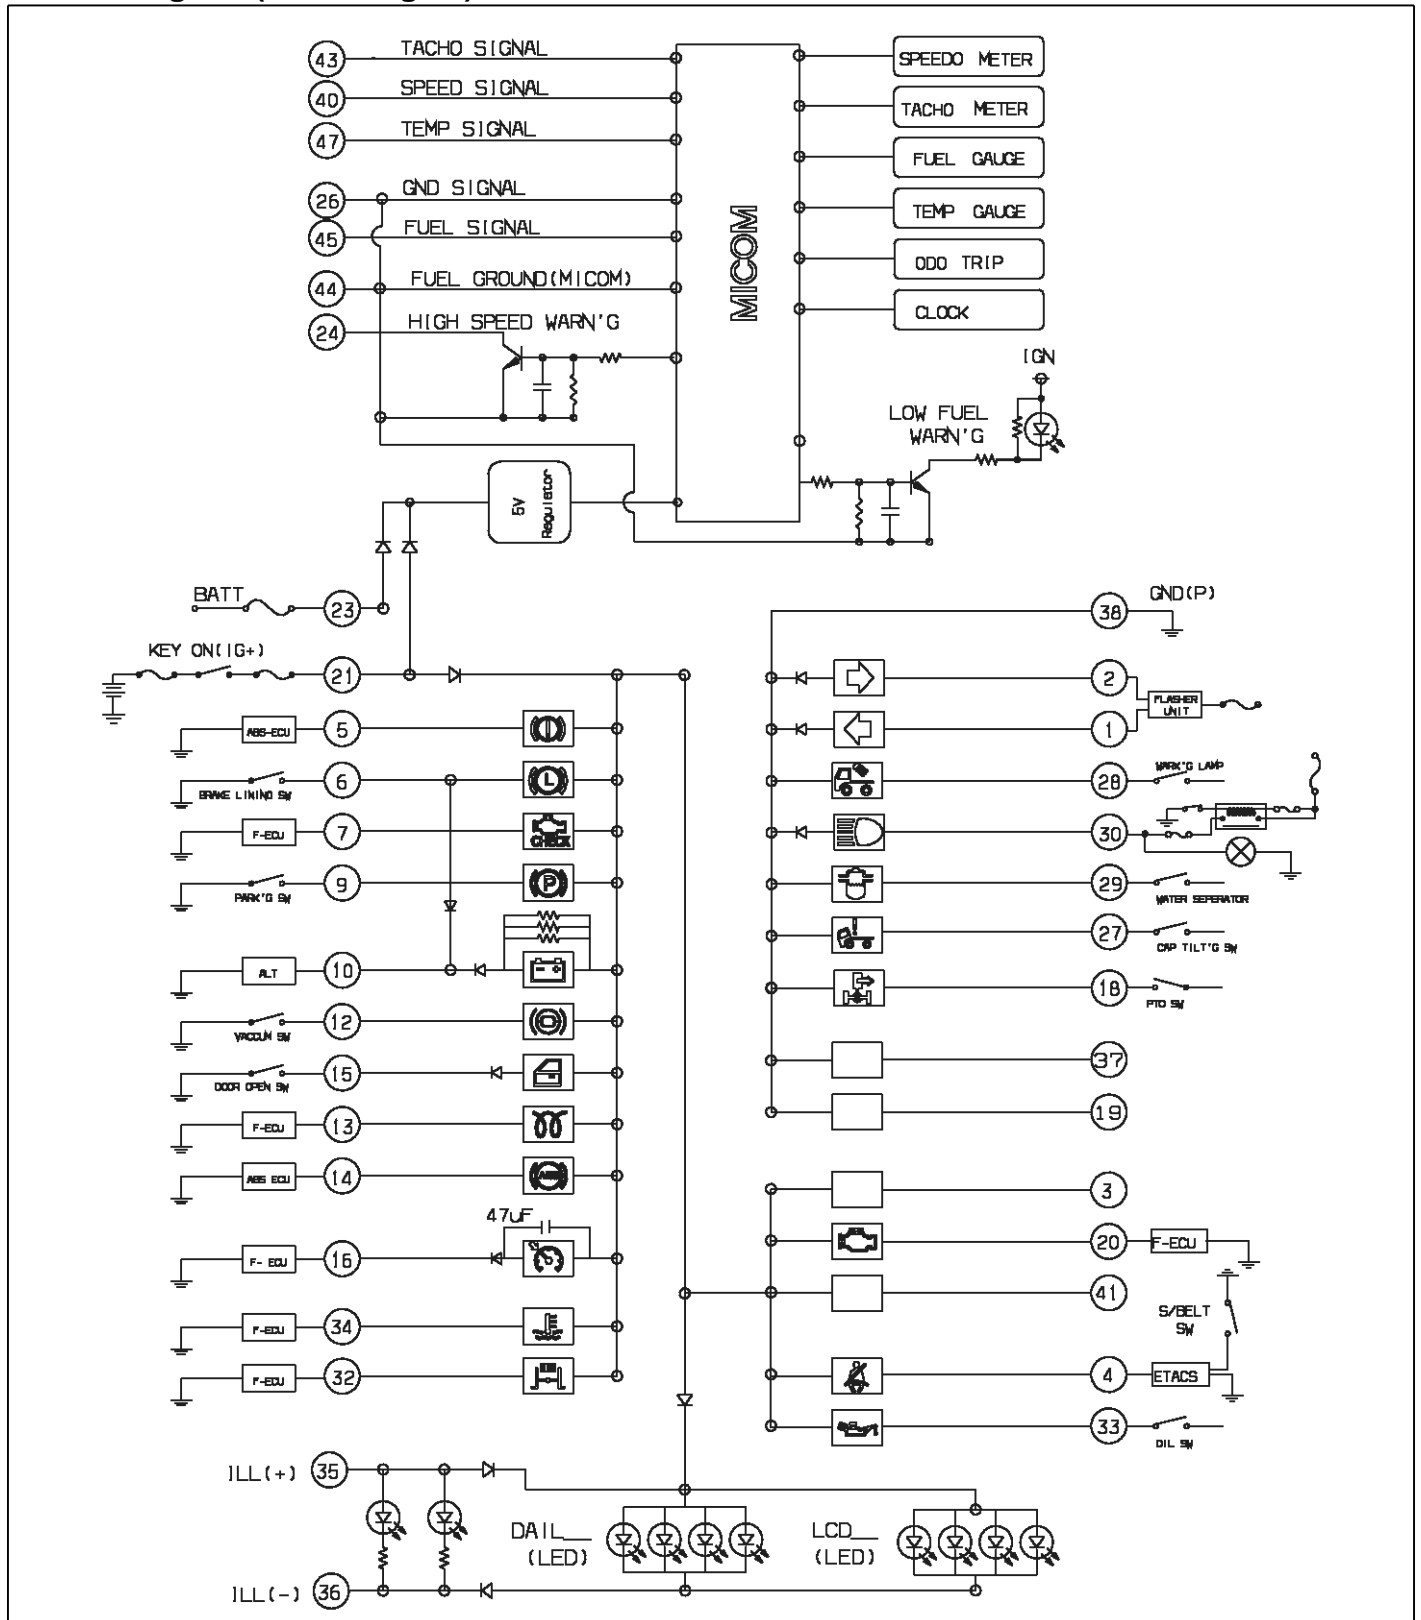 43 TACHO SIGNAL
40 SPEED SIGNAL
47 TEMP SIGNAL
26 GND SIGNAL
45 FUEL SIGNAL
44 FUEL GROUND(MICOM)
24 HIGH SPEED WARN'G
MICOM
SPEEDO METER
TACHO METER
FUEL GAUGE
TEMP GAUGE
ODO TRIP
CLOCK
IGN
LOW FUEL
WARN'G
5V
Regulator
BATT
23
KEY ON(IG+)
21
ABS-ECU 5
6 L
BRAKE LINING SW
F-ECU 7 CHECK
9 P
PARK'G SW
ALT 10 - +
12
VACCUM SW
15
DOOR OPEN SW
F-ECU 13
ABS ECU 14 ABS
47uF
F- ECU 16
F-ECU 34
F-ECU 32
GND(P)
38
2
FLASHER
UNIT
1
WARK'G LAMP
28
30
29
WATER SEPERATOR
27
CAP TILT'G SW
18
PTO SW
37
19
3
20 F-ECU
41
S/BELT
SW
4 ETACS
33
OIL SW
ILL(+) 35
DAIL__
(LED)
LCD__
(LED)
ILL(-) 36